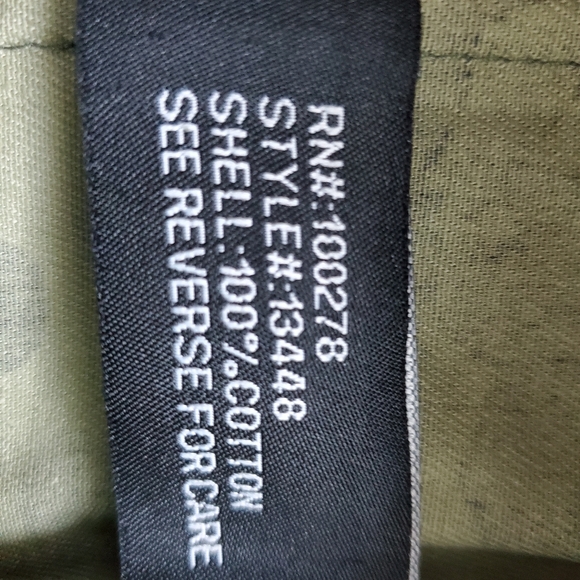 RN#:100278
STYLE#:13448
SHELL:100%COTTON
SEE REVERSE FOR CARE